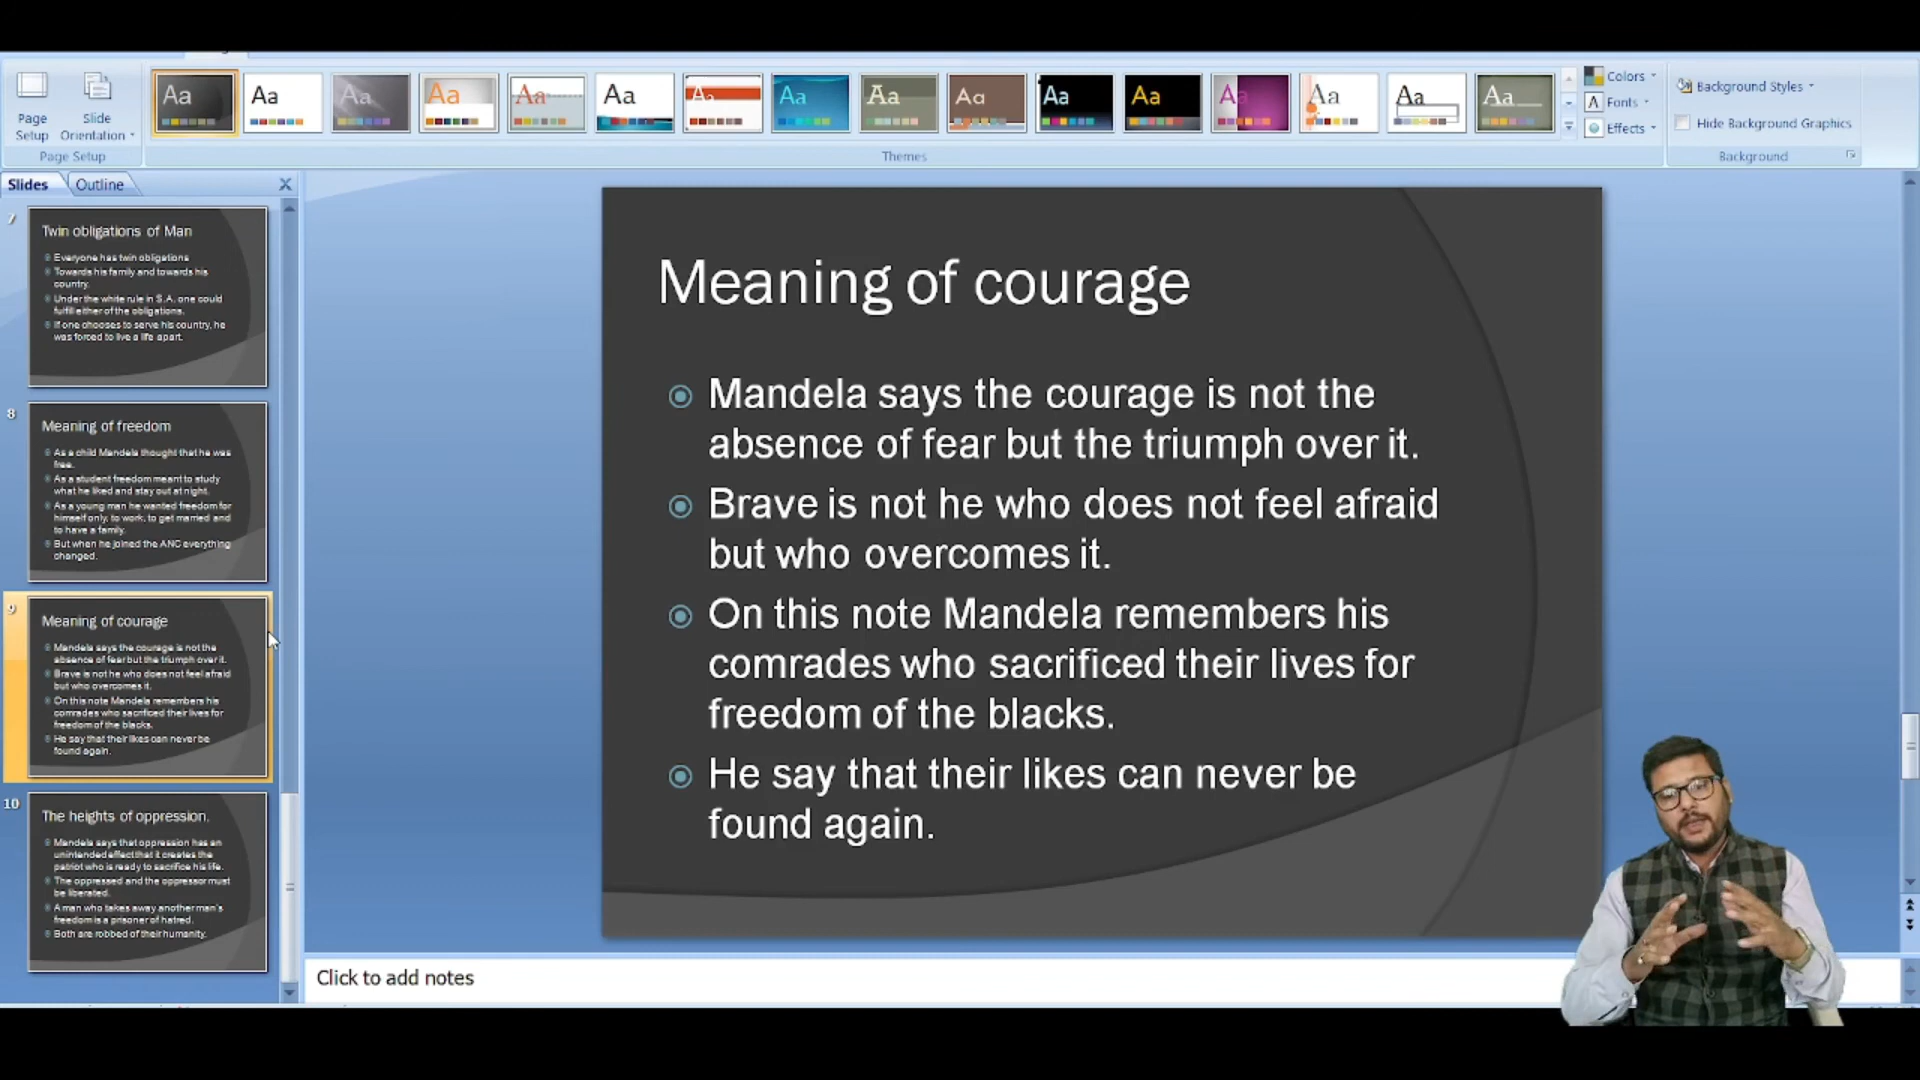 Page
Setup
Slide
Orientation
Page Setup
Aa Aa Aa Aa Aa Aa Aa Aa Aa Aa Aa Aa Aa Aa Aa Aa
Themes
Colors
Fonts
Effects
Background Styles
Hide Background Graphics
Background
Slides
Outline
7
Twin obligations of Man
Everyone has twin obligations
Towards his family and towards his
country.
Under the white rule in S.A. one could
fulfill either of the obligations.
If one chooses to serve his country, he
was forced to live a life apart.
8
Meaning of freedom
As a child Mandela thought that he was
free.
As a student freedom meant to study
what he liked and stay out at night.
As a young man he wanted freedom for
himself only, to work, to get married and
to have a family.
But when he joined the ANC everything
changed.
9
Meaning of courage
Mandela says the courage is not the
absence of fear but the triumph over it.
Brave is not he who does not feel afraid
but who overcomes it.
On this note Mandela remembers his
comrades who sacrificed their lives for
freedom of the blacks.
He say that their likes can never be
found again.
10
The heights of oppression.
Mandela says that oppression has an
unintended effect that it creates the
patriot who is ready to sacrifice his life.
The oppressed and the oppressor must
be liberated.
A man who takes away another man's
freedom is a prisoner of hatred.
Both are robbed of their humanity.
Meaning of courage
Mandela says the courage is not the
absence of fear but the triumph over it.
Brave is not he who does not feel afraid
but who overcomes it.
On this note Mandela remembers his
comrades who sacrificed their lives for
freedom of the blacks.
He say that their likes can never be
found again.
Click to add notes